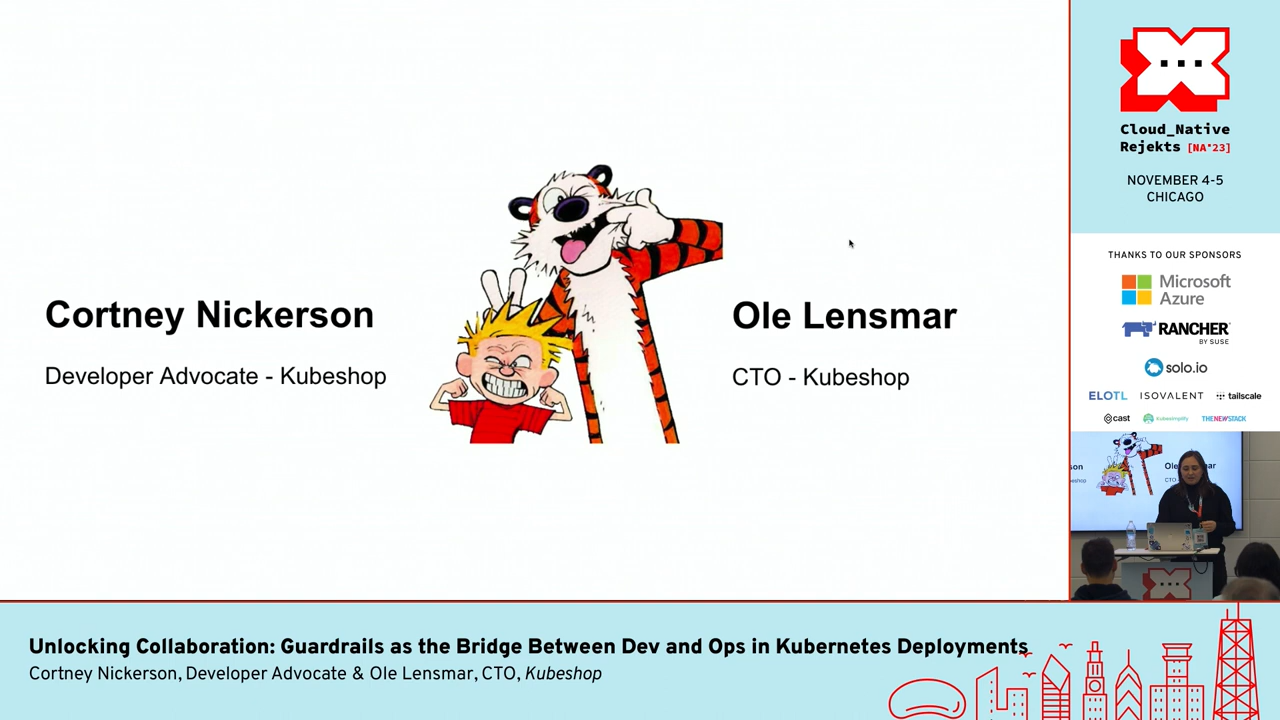 Cortney Nickerson
Developer Advocate - Kubeshop
Ole Lensmar
CTO - Kubeshop
Cloud_Native
Rejekts [NA'23]
NOVEMBER 4-5
CHICAGO
THANKS TO OUR SPONSORS
Microsoft
Azure
RANCHER
BY SUSE
solo.io
ELOTL ISOVALENT tailscale
cast Kubesimplify THENEWSTACK
Unlocking Collaboration: Guardrails as the Bridge Between Dev and Ops in Kubernetes Deployments
Cortney Nickerson, Developer Advocate & Ole Lensmar, CTO, Kubeshop